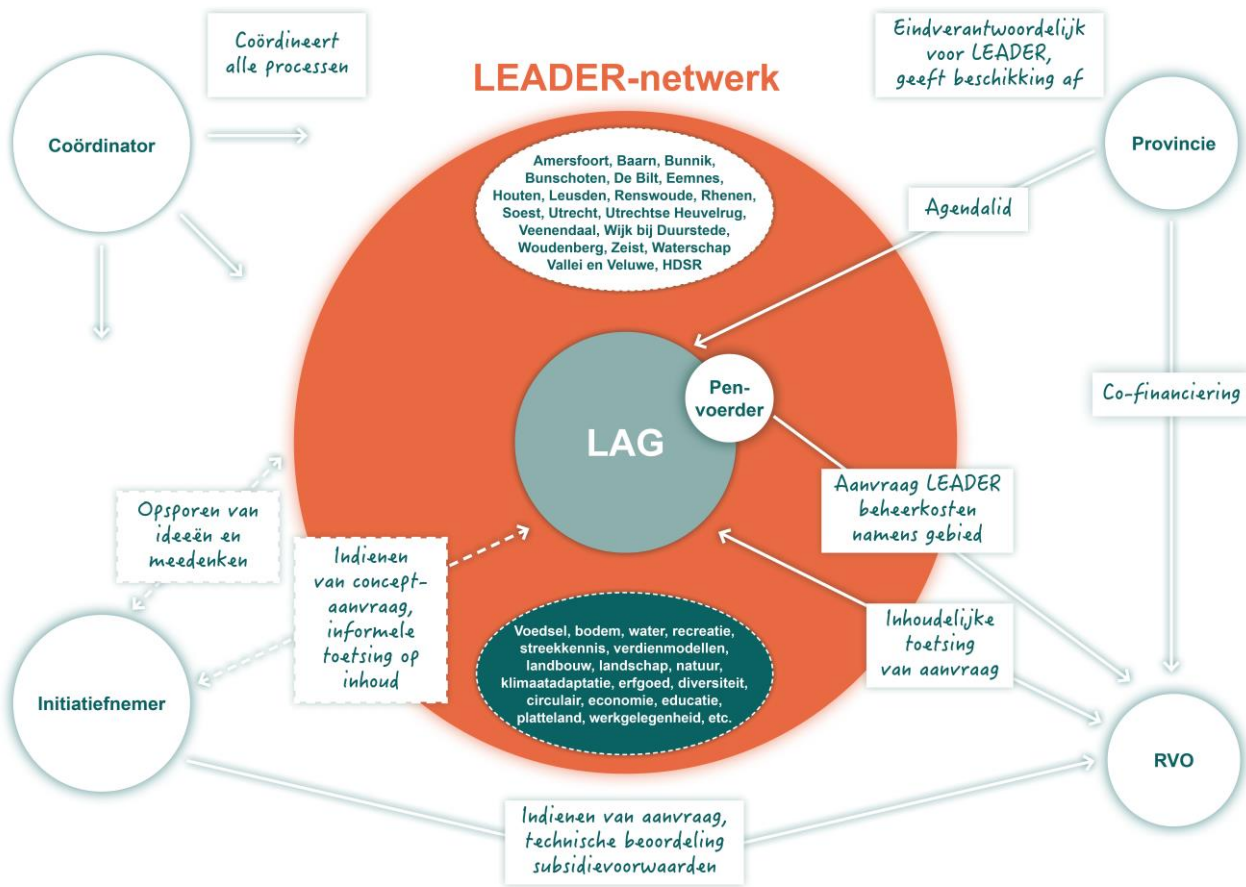 Coördineert
alle processen
Coördinator
LEADER-netwerk
Eindverantwoordelijk
voor LEADER,
geeft beschikking af
Provincie
Amersfoort, Baarn, Bunnik,
Bunschoten, De Bilt, Eemnes,
Houten, Leusden, Renswoude, Rhenen,
Soest, Utrecht, Utrechtse Heuvelrug,
Veenendaal, Wijk bij Duurstede,
Woudenberg, Zeist, Waterschap
Vallei en Veluwe, HDSR
Agendalid
Pen-
voerder
LAG
Co-financiering
Aanvraag LEADER
beheerkosten
namens gebied
Opsporen van
ideeën en
meedenken
Indienen
van concept-
aanvraag,
informele
toetsing op
inhoud
Voedsel, bodem, water, recreatie,
streekkennis, verdienmodellen,
landbouw, landschap, natuur,
klimaatadaptatie, erfgoed, diversiteit,
circulair, economie, educatie,
platteland, werkgelegenheid, etc.
Inhoudelijke
toetsing
van aanvraag
Initiatiefnemer
RVO
Indienen van aanvraag,
technische beoordeling
subsidievoorwaarden